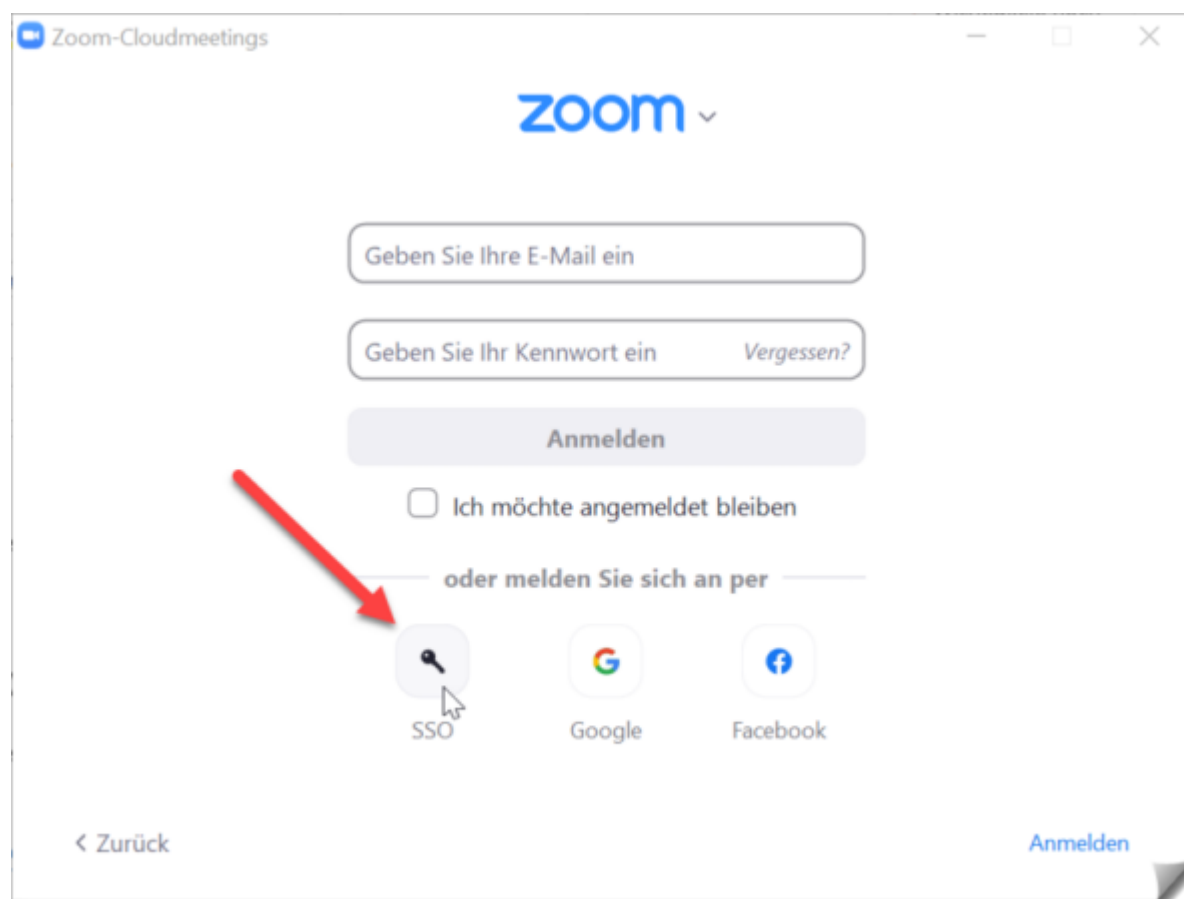 Zoom-Cloudmeetings
zoom
Geben Sie Ihre E-Mail ein
Geben Sie Ihr Kennwort ein Vergessen?
Anmelden
Ich möchte angemeldet bleiben
oder melden Sie sich an per
SSO Google Facebook
< Zurück Anmelden